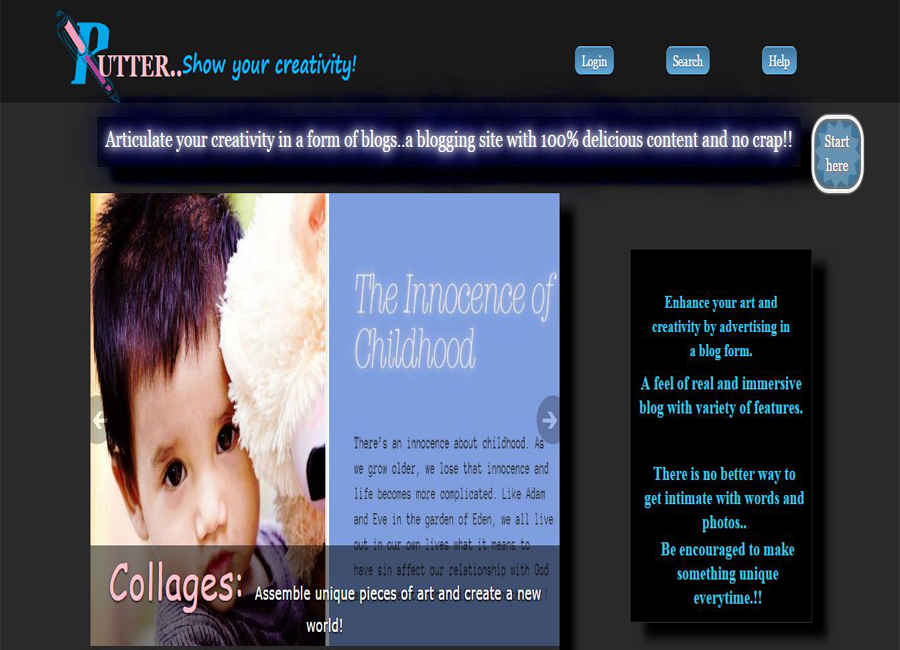 RUTTER..Show your creativity!
Login
Search
Help
Articulate your creativity in a form of blogs..a blogging site with 100% delicious content and no crap!!
Start
here
The Innocence of
Childhood
There's an innocence about childhood. As
we grow older, we lose that innocence and
life becomes more complicated. Like Adam
and Eve in the garden of Eden, we all live
out in our own lives what it means to
have sin affect our relationship with God
Collages: Assemble unique pieces of art and create a new
world!
Enhance your art and
creativity by advertising in
a blog form.
A feel of real and immersive
blog with variety of features.
There is no better way to
get intimate with words and
photos..
Be encouraged to make
something unique
everytime.!!